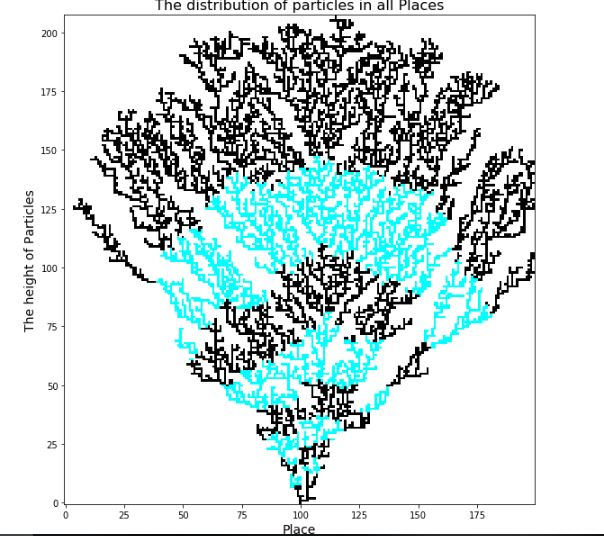 The distribution of particles in all Places
The height of Particles
200
175
150
125
100
75
50
25
0
0 25 50 75 100 125 150 175
Place